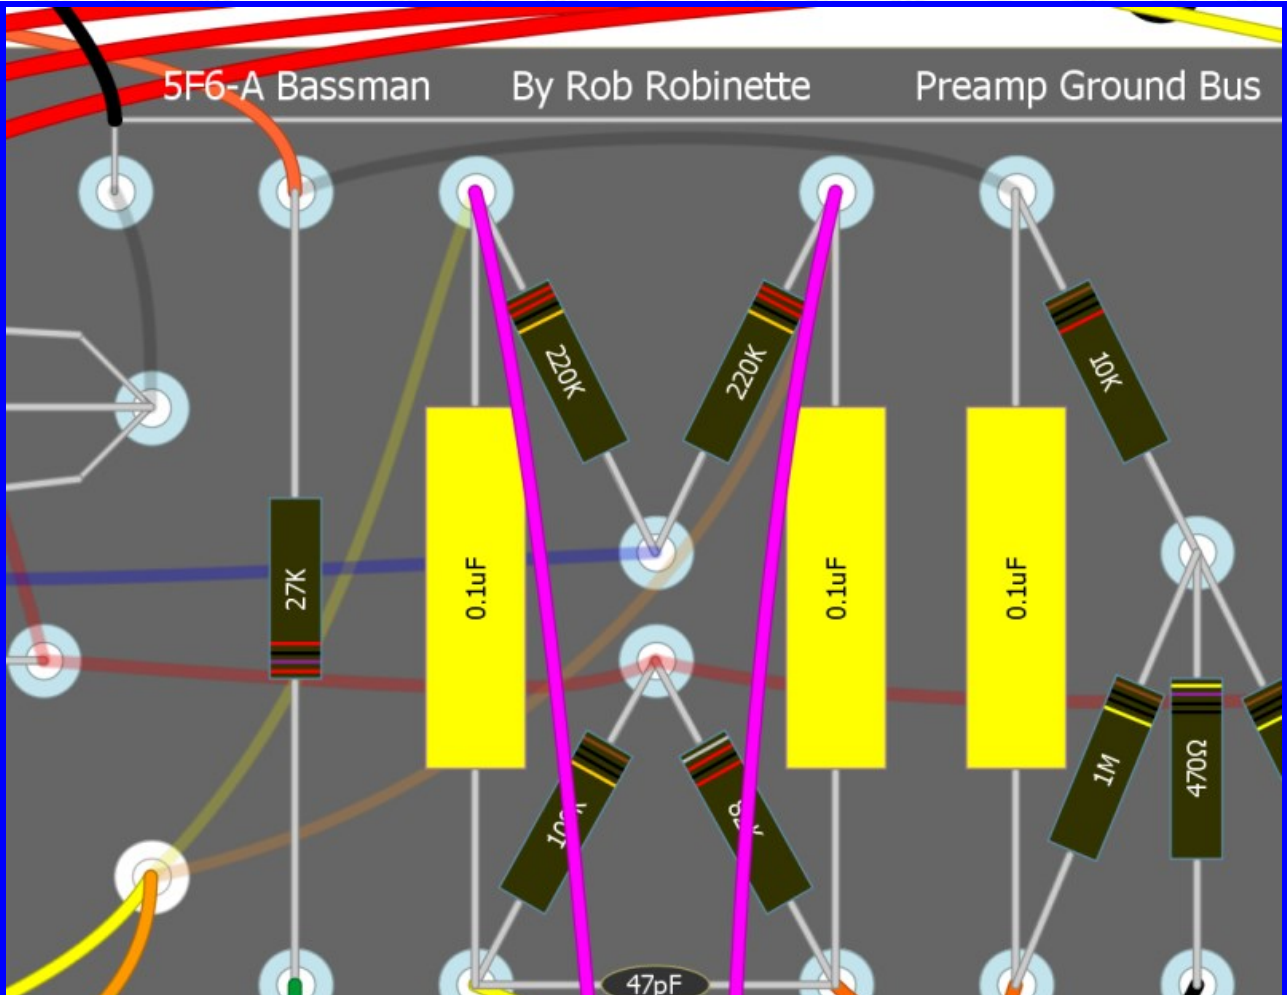 5F6-A Bassman By Rob Robinette Preamp Ground Bus
220K
220K
10K
27K
0.1uF
0.1uF
0.1uF
1M
470Ω
47pF